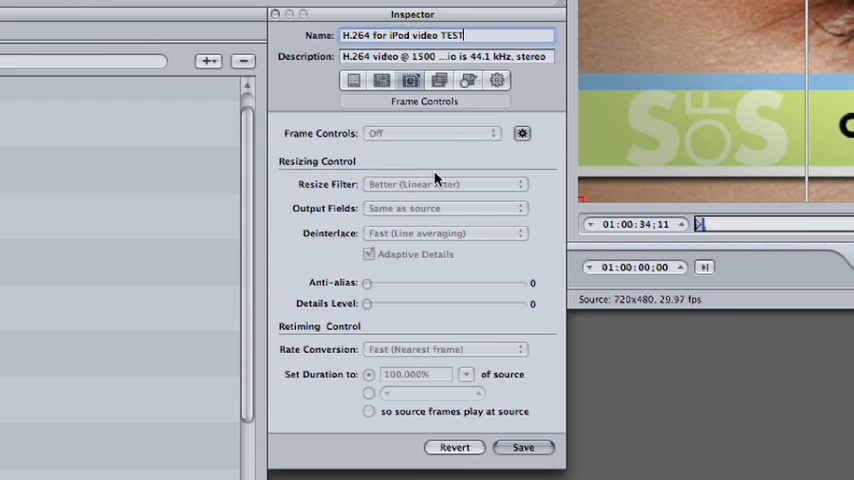 Inspector
Name: H.264 for iPod video TEST
Description: H.264 video @ 1500 ...io is 44.1 kHz, stereo
Frame Controls
Frame Controls: Off
Resizing Control
Resize Filter: Better (Linear filter)
Output Fields: Same as source
Deinterlace: Fast (Line averaging)
Adaptive Details
Anti-alias: 0
Details Level: 0
Retiming Control
Rate Conversion: Fast (Nearest frame)
Set Duration to: 100.000% of source
so source frames play at source
Revert Save
SOFS
01:00:34;11
01:00:00;00
Source: 720x480, 29.97 fps